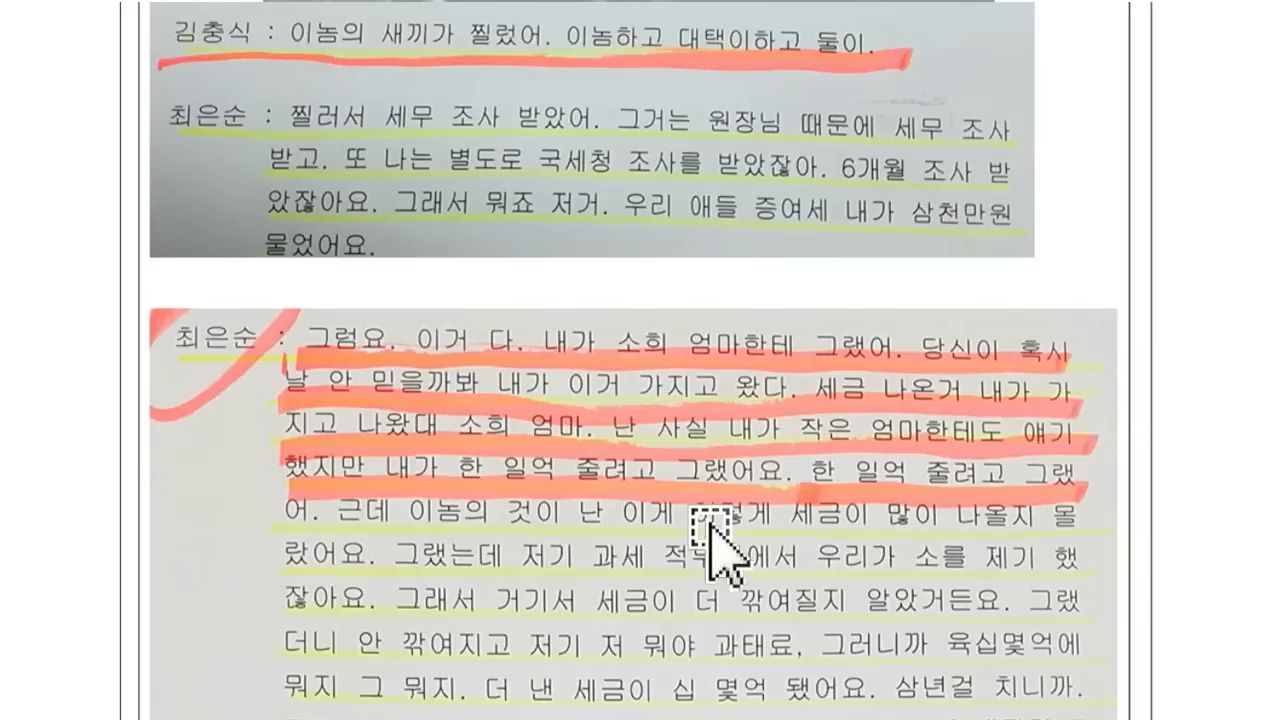 김충식 : 이놈의 새끼가 찔렀어. 이놈하고 대택이하고 둘이.
최은순 : 찔러서 세무 조사 받았어. 그거는 원장님 때문에 세무 조사
받고. 또 나는 별도로 국세청 조사를 받았잖아. 6개월 조사 받
았잖아요. 그래서 뭐죠 저거. 우리 애들 증여세 내가 삼천만원
물었어요.
최은순 : 그럼요. 이거 다. 내가 소희 엄마한테 그랬어. 당신이 혹시
날 안 믿을까봐 내가 이거 가지고 왔다. 세금 나온거 내가 가
지고 나왔대 소희 엄마. 난 사실 내가 작은 엄마한테도 얘기
했지만 내가 한 일억 줄려고 그랬어요. 한 일억 줄려고 그랬
어. 근데 이놈의 것이 난 이게 세금이 많이 나올지 몰
랐어요. 그랬는데 저기 과세 우리가 소를 제기 했
잖아요. 그래서 거기서 세금이 더 깎여질지 알았거든요. 그랬
더니 안 깎여지고 저기 저 뭐야 과태료, 그러니까 육십몇억에
뭐지 그 뭐지. 더 낸 세금이 십 몇억 됐어요. 삼년걸 치니까.